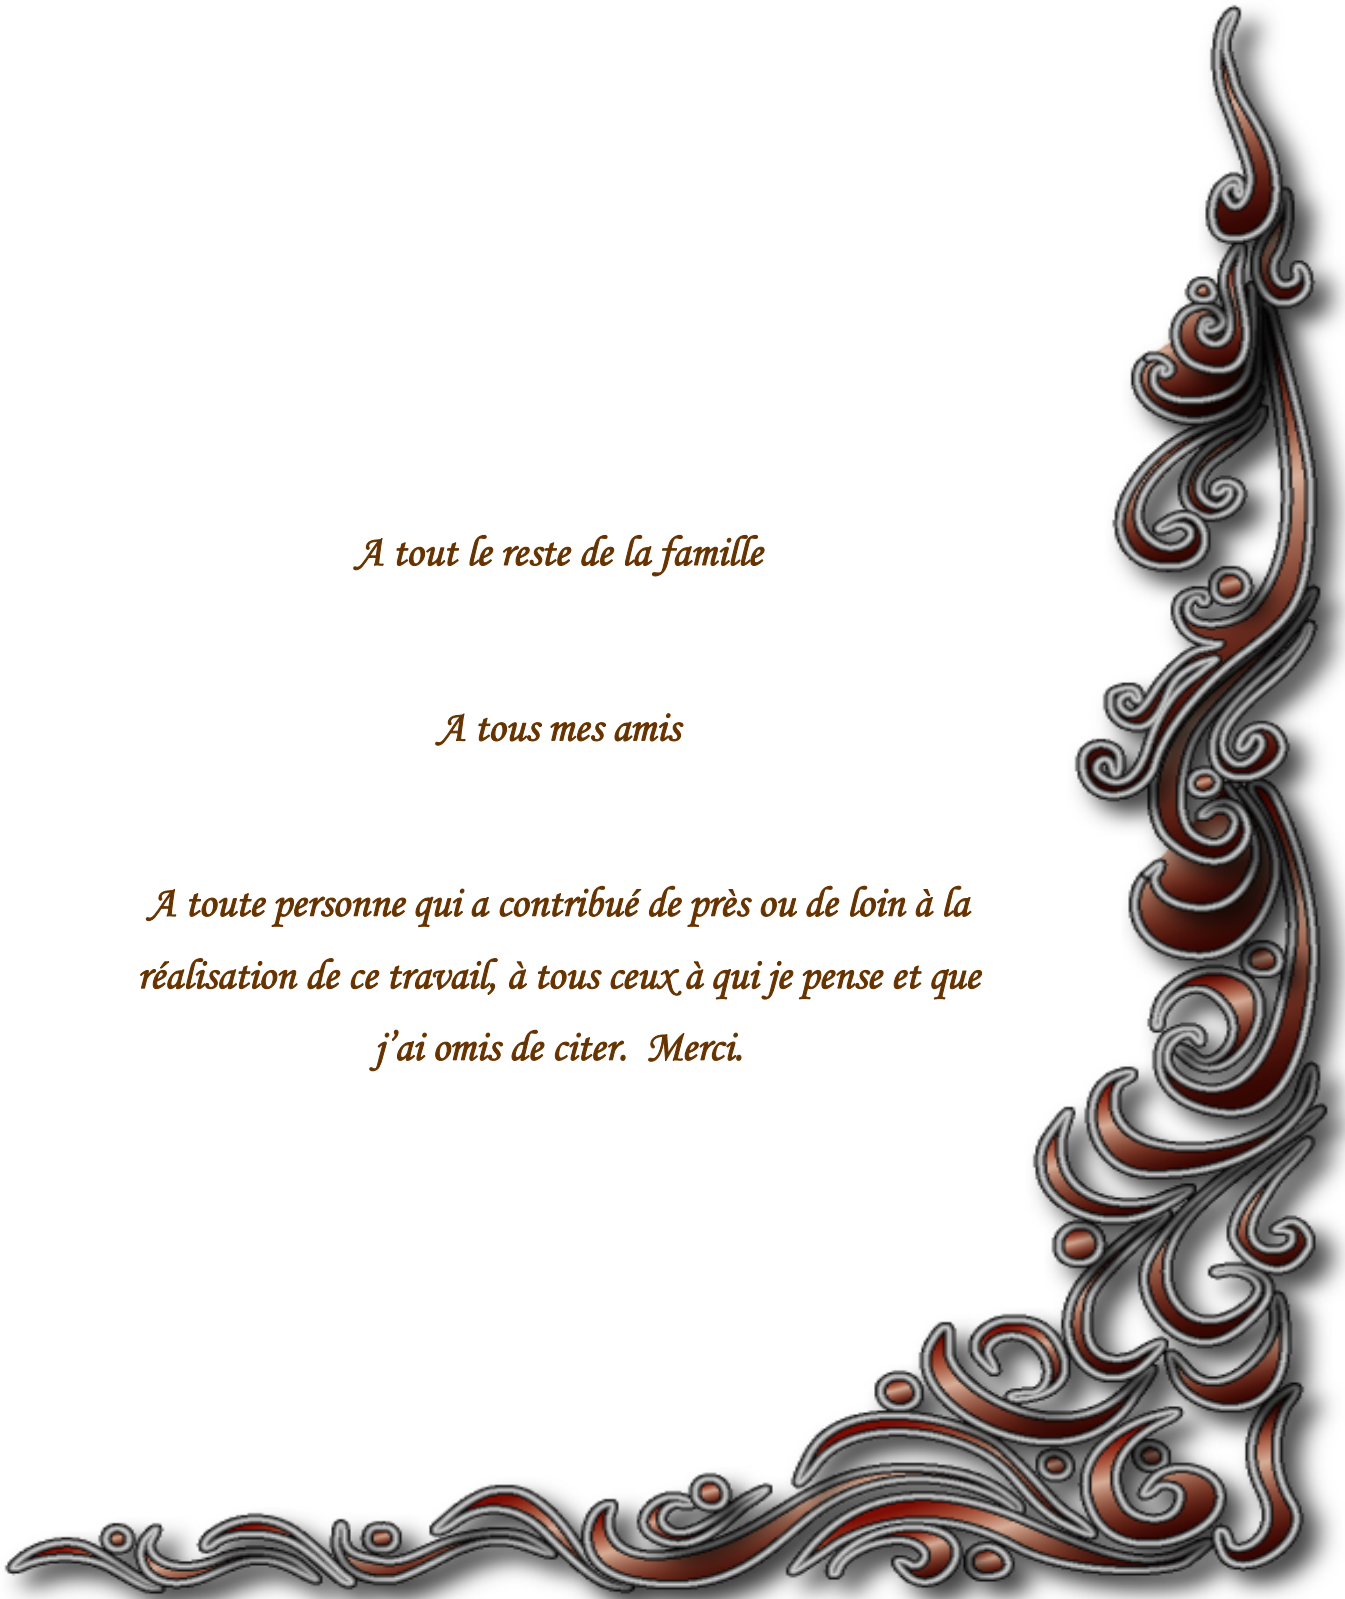 A tout le reste de la famille
A tous mes amis
A toute personne qui a contribué de près ou de loin à la
réalisation de ce travail, à tous ceux à qui je pense et que
j’ai omis de citer.  Merci.